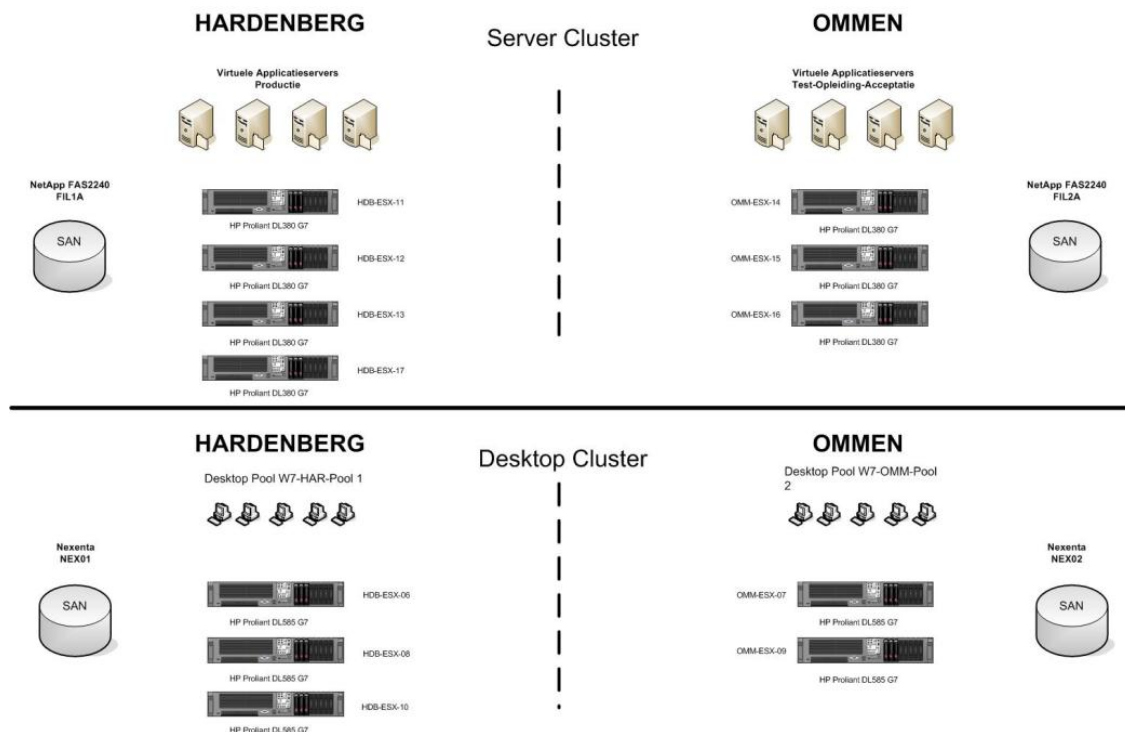 HARDENBERG
Server Cluster
OMMEN
Virtuele Applicatieservers
Productie
Virtuele Applicatieservers
Test-Opleiding-Acceptatie
NetApp FAS2240
FIL1A
SAN
HDB-ESX-11
HP Proliant DL380 G7
HDB-ESX-12
HP Proliant DL380 G7
HDB-ESX-13
HP Proliant DL380 G7
HDB-ESX-17
HP Proliant DL380 G7
OMM-ESX-14
HP Proliant DL380 G7
OMM-ESX-15
HP Proliant DL380 G7
OMM-ESX-16
HP Proliant DL380 G7
NetApp FAS2240
FIL2A
SAN
HARDENBERG
Desktop Cluster
OMMEN
Desktop Pool W7-HAR-Pool 1
Desktop Pool W7-OMM-Pool
2
Nexenta
NEX01
SAN
HDB-ESX-06
HP Proliant DL585 G7
HDB-ESX-08
HP Proliant DL585 G7
HDB-ESX-10
HP Proliant DL585 G7
OMM-ESX-07
HP Proliant DL585 G7
OMM-ESX-09
HP Proliant DL585 G7
Nexenta
NEX02
SAN